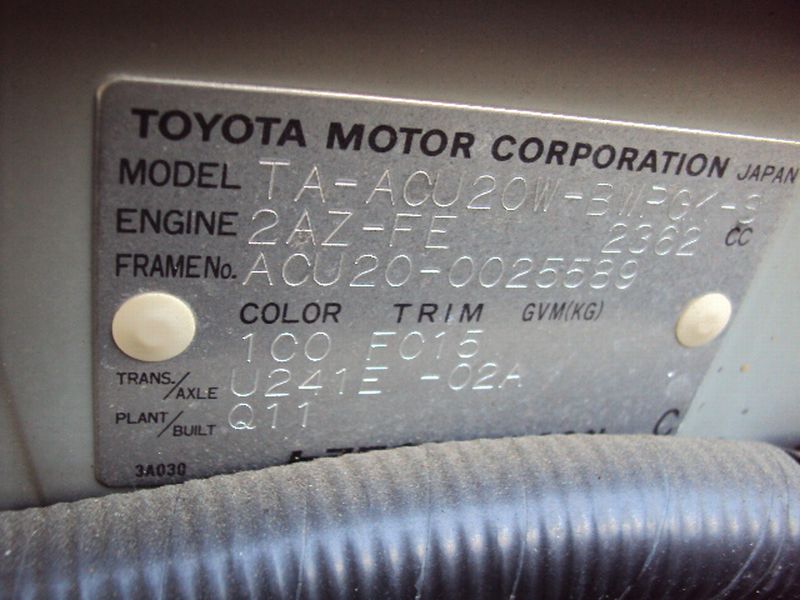 TOYOTA MOTOR CORPORATION JAPAN
MODEL TA-ACU20W-BWPGK-S
ENGINE 2AZ-FE 2362 CC
FRAME No. ACU20-0025589
COLOR TRIM GVM(KG)
1C0 FC15
TRANS./AXLE U241E -02A
PLANT/BUILT Q11
3A030 C